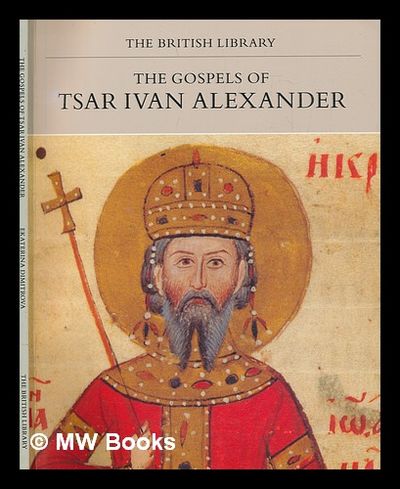 THE BRITISH LIBRARY
THE GOSPELS OF
TSAR IVAN ALEXANDER
THE GOSPELS OF TSAR IVAN ALEXANDER
EKATERINA DIMITROVA
THE BRITISH LIBRARY
© MW Books